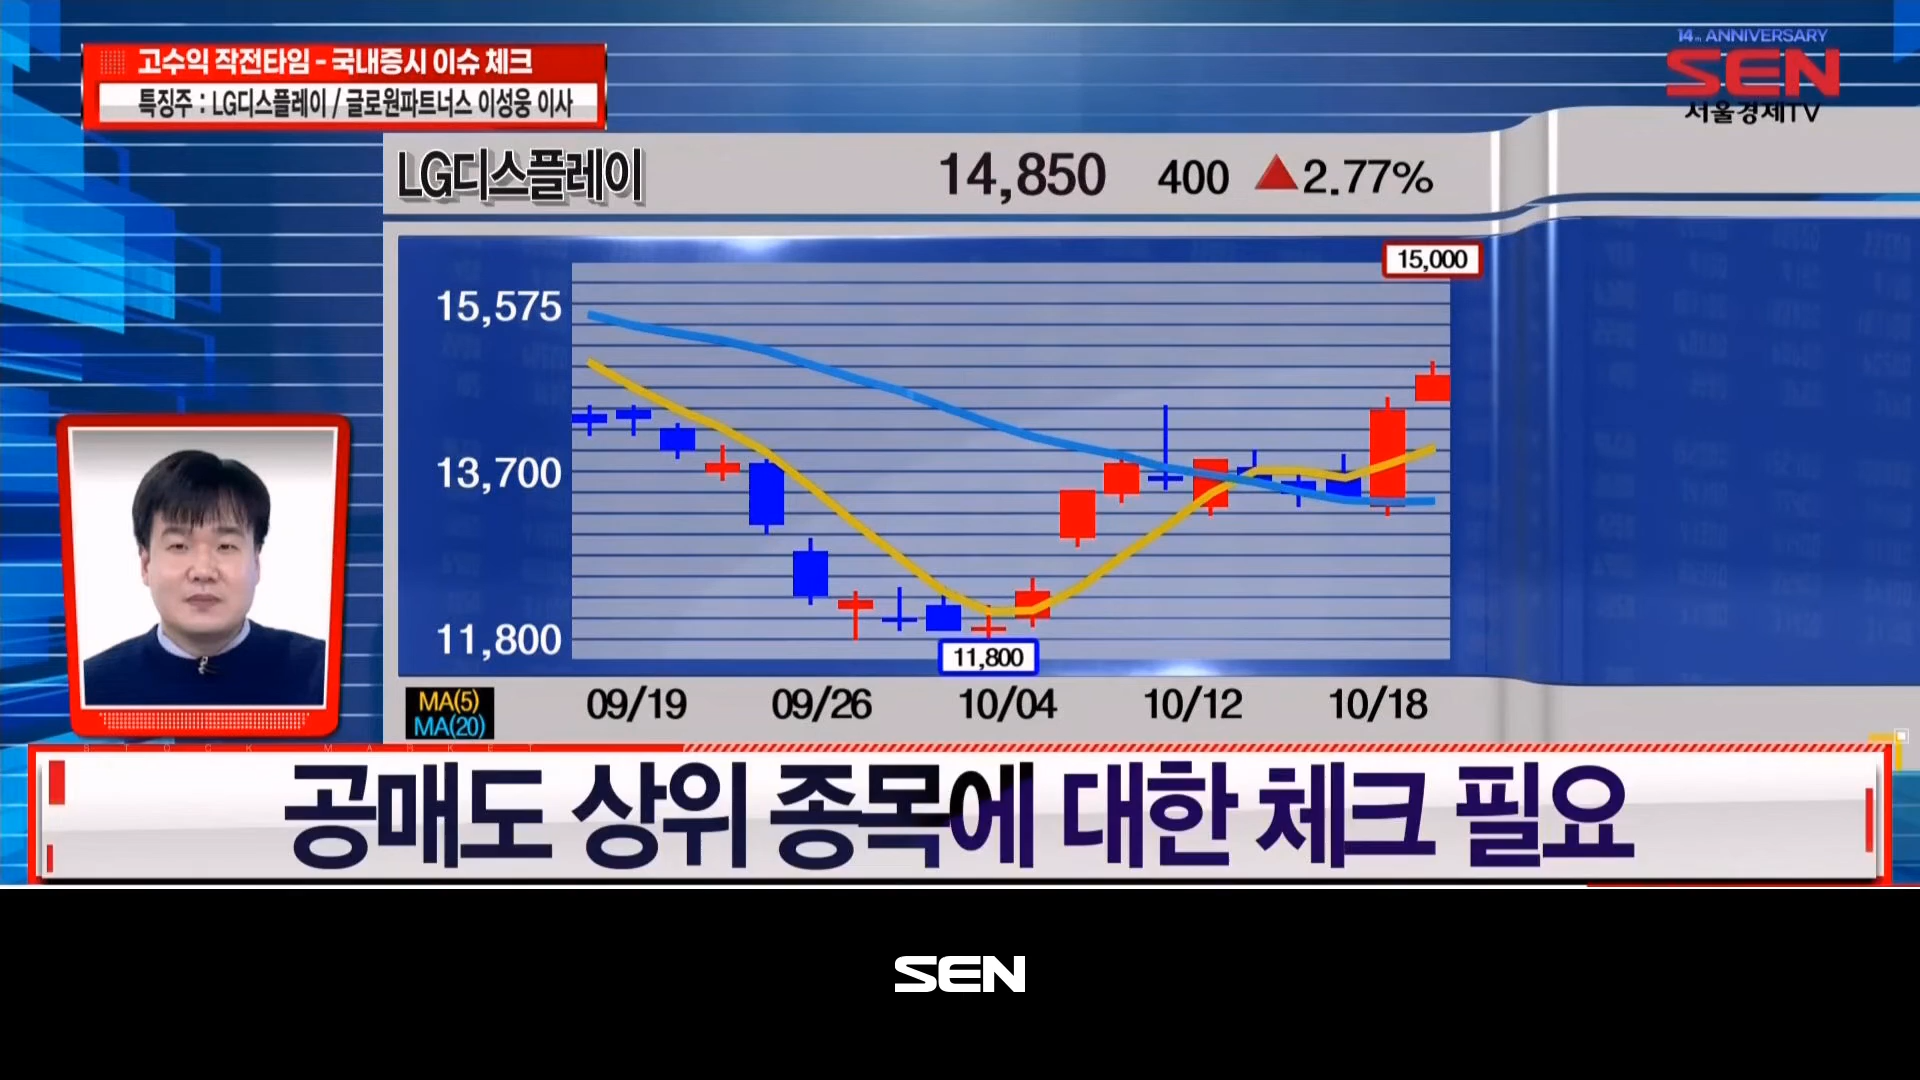 고수익 작전타임 - 국내증시 이슈 체크
특징주 : LG디스플레이 / 글로원파트너스 이성웅 이사
14th ANNIVERSARY
SEN
서울경제TV
LG디스플레이 14,850 400 ▲2.77%
15,000
15,575
13,700
11,800
11,800
09/19 09/26 10/04 10/12 10/18
MA(5)
MA(20)
STOCK MARKET
공매도 상위 종목에 대한 체크 필요
SEN